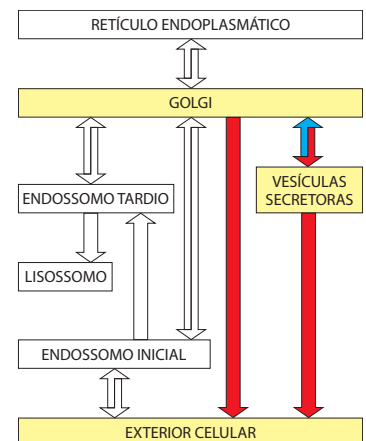 RETÍCULO ENDOPLASMÁTICO
GOLGI
ENDOSSOMO TARDIO
VESÍCULAS
SECRETORAS
LISOSSOMO
ENDOSSOMO INICIAL
EXTERIOR CELULAR